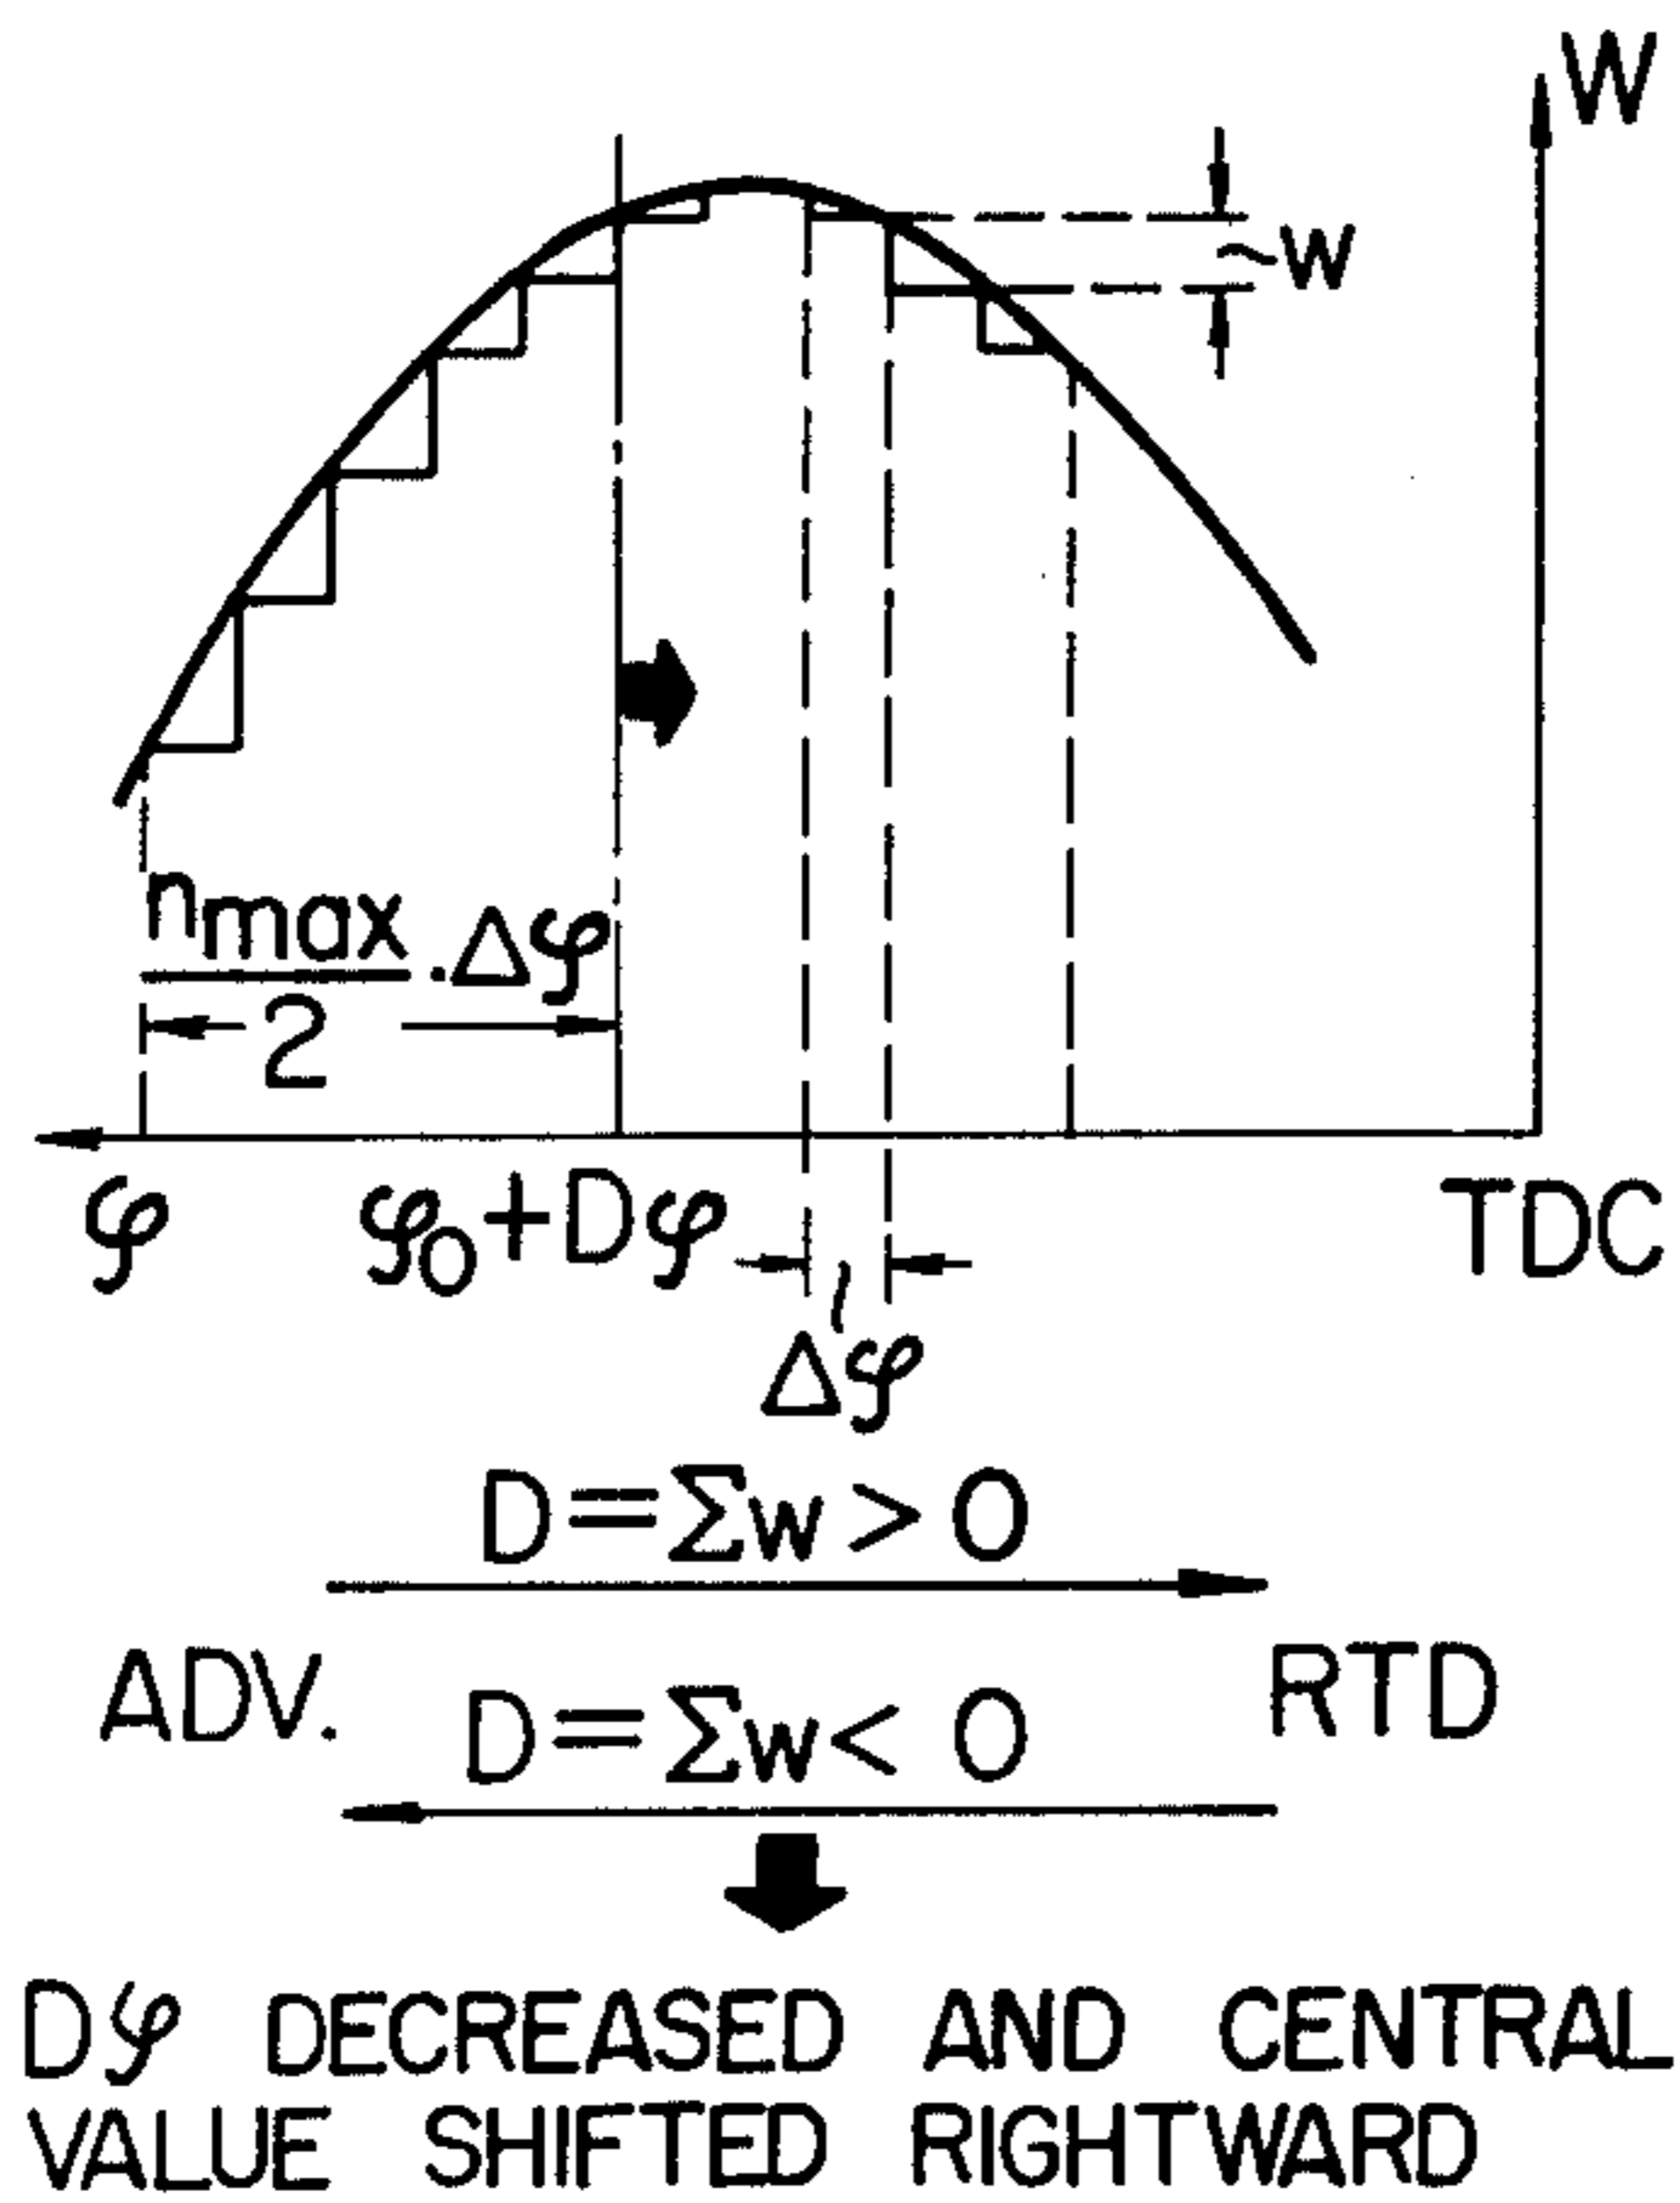 W
~w
nmax
―― ·Δφ
2
φ φ₀+Dφ TDC
Δφ
D=Σw>0
ADV. RTD
D=Σw<0
Dφ DECREASED AND CENTRAL
VALUE SHIFTED RIGHTWARD